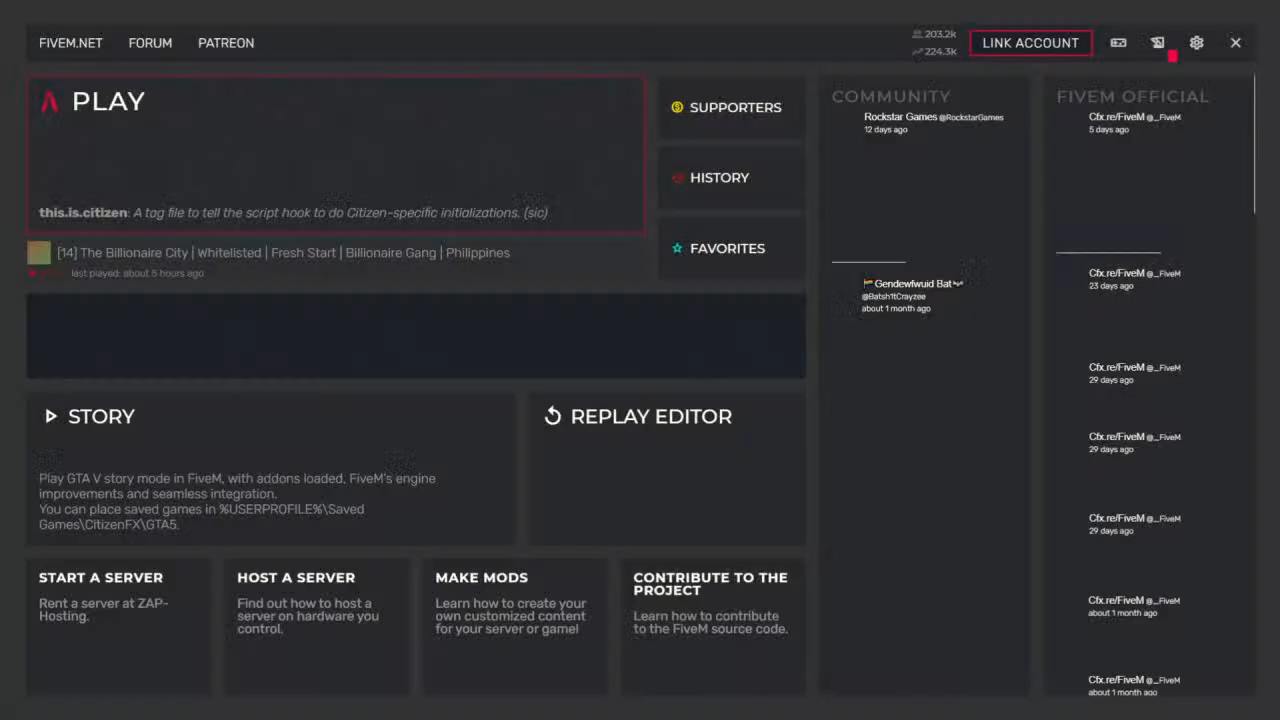 FIVEM.NET FORUM PATREON
203.2k
224.3k
LINK ACCOUNT
PLAY
this.is.citizen: A tag file to tell the script hook to do Citizen-specific initializations. (sic)
[14] The Billionaire City | Whitelisted | Fresh Start | Billionaire Gang | Philippines
last played: about 5 hours ago
SUPPORTERS
HISTORY
FAVORITES
STORY
Play GTA V story mode in FiveM, with addons loaded, FiveM's engine
improvements and seamless integration.
You can place saved games in %USERPROFILE%\Saved
Games\CitizenFX\GTA5.
REPLAY EDITOR
START A SERVER
Rent a server at ZAP-
Hosting.
HOST A SERVER
Find out how to host a
server on hardware you
control.
MAKE MODS
Learn how to create your
own customized content
for your server or game!
CONTRIBUTE TO THE
PROJECT
Learn how to contribute
to the FiveM source code.
COMMUNITY
Rockstar Games @RockstarGames
12 days ago
Gendewfwuid Bat
@Batsh1tCrayzee
about 1 month ago
FIVEM OFFICIAL
Cfx.re/FiveM @_FiveM
5 days ago
Cfx.re/FiveM @_FiveM
23 days ago
Cfx.re/FiveM @_FiveM
29 days ago
Cfx.re/FiveM @_FiveM
29 days ago
Cfx.re/FiveM @_FiveM
29 days ago
Cfx.re/FiveM @_FiveM
about 1 month ago
Cfx.re/FiveM @_FiveM
about 1 month ago